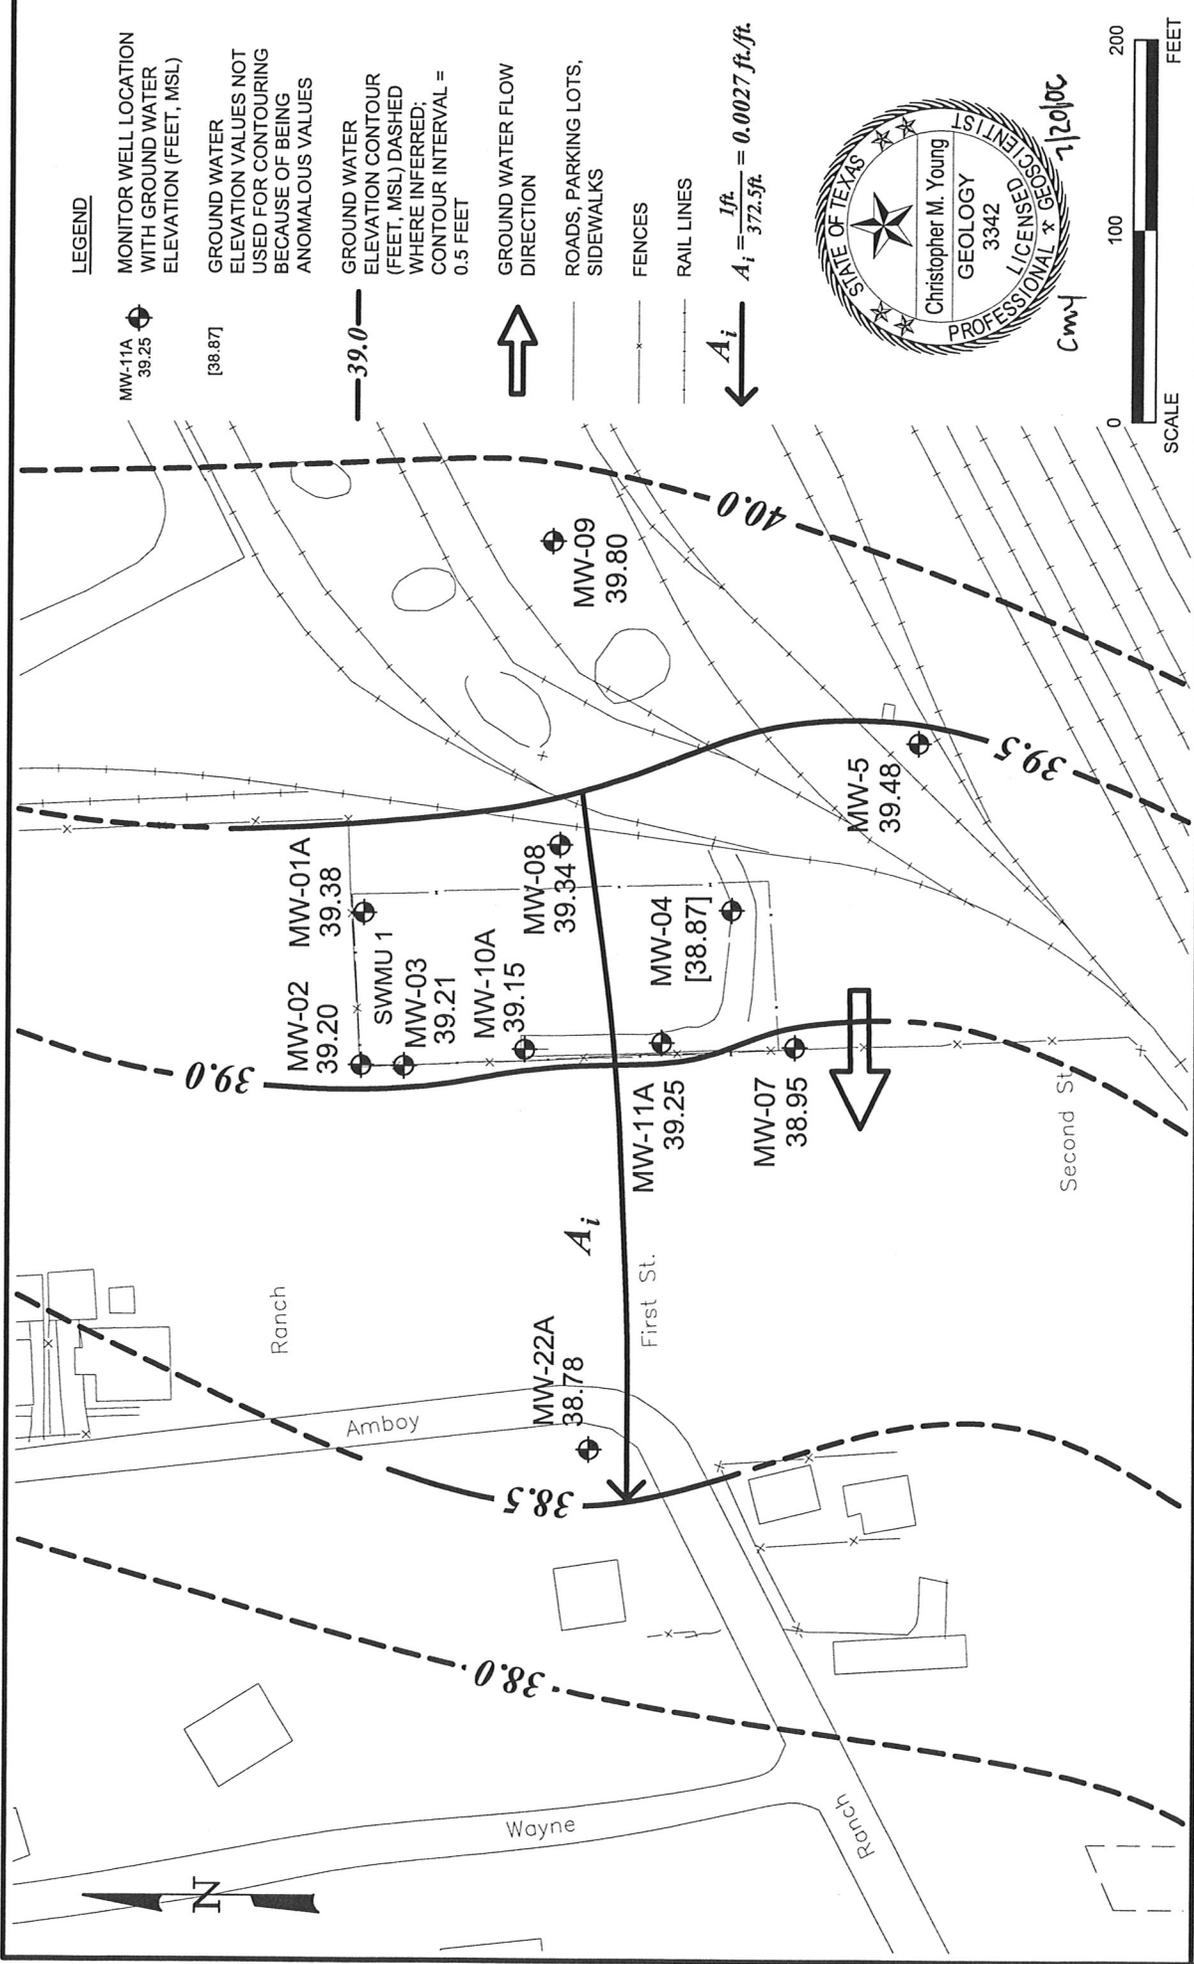 LEGEND
MW-11A
39.25
MONITOR WELL LOCATION
WITH GROUND WATER
ELEVATION (FEET, MSL)
[38.87]
GROUND WATER
ELEVATION VALUES NOT
USED FOR CONTOURING
BECAUSE OF BEING
ANOMALOUS VALUES
39.0
GROUND WATER
ELEVATION CONTOUR
(FEET, MSL) DASHED
WHERE INFERRED;
CONTOUR INTERVAL =
0.5 FEET
GROUND WATER FLOW
DIRECTION
ROADS, PARKING LOTS,
SIDEWALKS
FENCES
RAIL LINES
Ai
Ai = 1ft. / 372.5ft. = 0.0027 ft./ft.
STATE OF TEXAS
Christopher M. Young
GEOLOGY
3342
LICENSED
PROFESSIONAL GEOSCIENTIST
CMY
2/20/06
0 100 200
SCALE FEET
40.0
MW-09
39.80
39.5
MW-5
39.48
MW-01A
39.38
MW-08
39.34
MW-04
[38.87]
MW-02
39.20
SWMU 1
MW-03
39.21
MW-10A
39.15
39.0
MW-11A
39.25
MW-07
38.95
Second St.
Ai
First St.
Ranch
MW-22A
38.78
Amboy
38.5
38.0
Wayne
Ranch
N